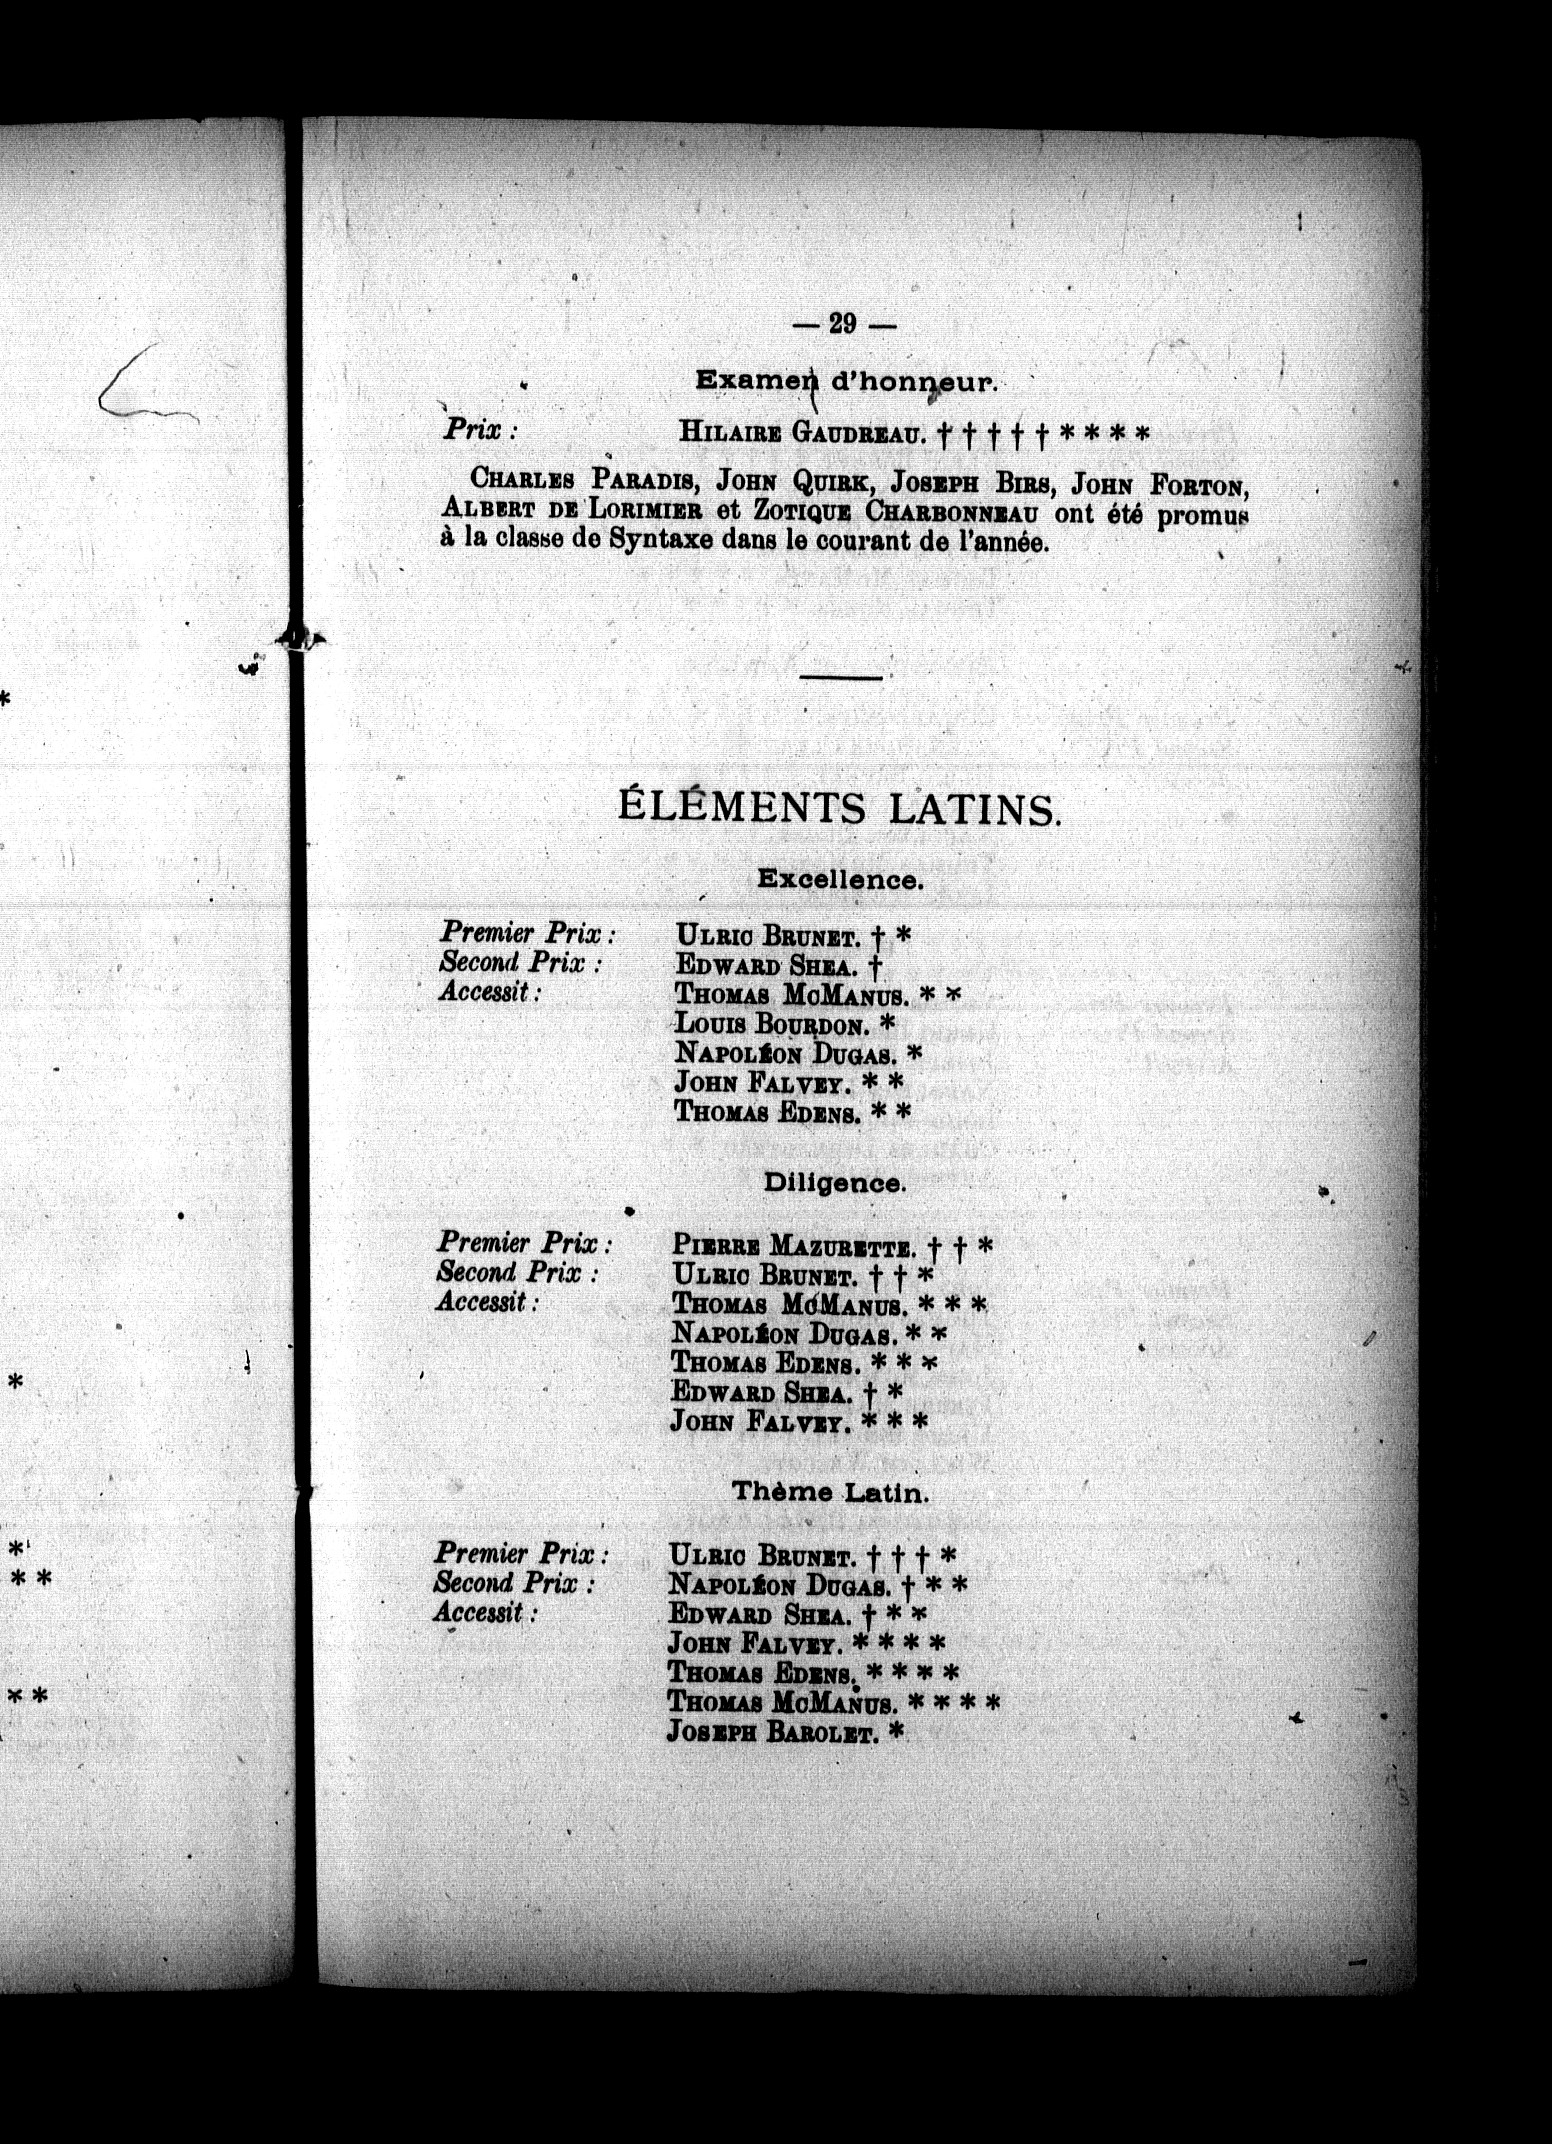 — 29 —
Examen d'honneur.
Prix : HILAIRE GAUDREAU. † † † † † * * * *
CHARLES PARADIS, JOHN QUIRK, JOSEPH BIRS, JOHN FORTON,
ALBERT DE LORIMIER et ZOTIQUE CHARBONNEAU ont été promus
à la classe de Syntaxe dans le courant de l'année.
ÉLÉMENTS LATINS.
Excellence.
Premier Prix : ULRIC BRUNET. † *
Second Prix : EDWARD SHEA. †
Accessit : THOMAS MCMANUS. * *
LOUIS BOURDON. *
NAPOLÉON DUGAS. *
JOHN FALVEY. * *
THOMAS EDENS. * *
Diligence.
Premier Prix : PIERRE MAZURETTE. † † *
Second Prix : ULRIC BRUNET. † † *
Accessit : THOMAS MCMANUS. * * *
NAPOLÉON DUGAS. * *
THOMAS EDENS. * * *
EDWARD SHEA. † *
JOHN FALVEY. * * *
Thème Latin.
Premier Prix : ULRIC BRUNET. † † † *
Second Prix : NAPOLÉON DUGAS. † * *
Accessit : EDWARD SHEA. † * *
JOHN FALVEY. * * * *
THOMAS EDENS. * * * *
THOMAS MCMANUS. * * * *
JOSEPH BAROLET. *